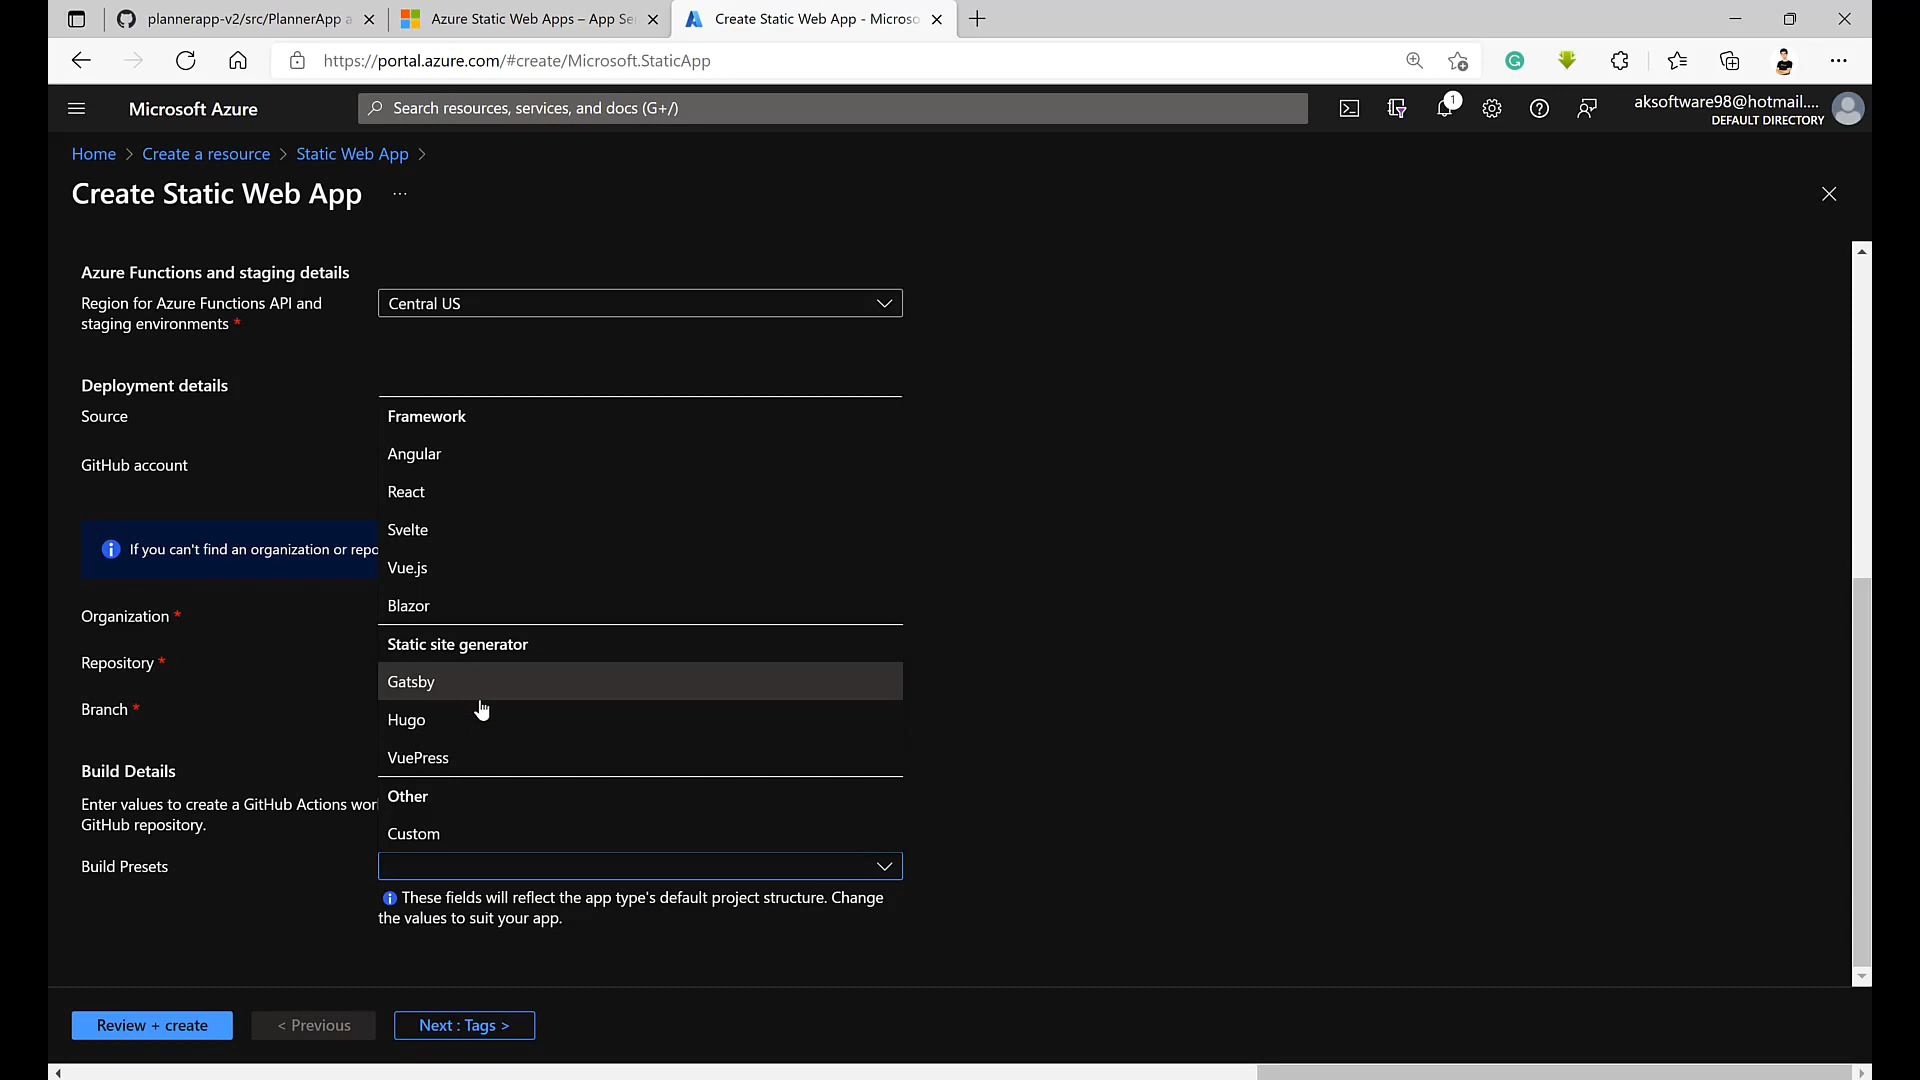 plannerapp-v2/src/PlannerApp a
Azure Static Web Apps – App Se
Create Static Web App - Microso
https://portal.azure.com/#create/Microsoft.StaticApp
Microsoft Azure
Search resources, services, and docs (G+/)
1
aksoftware98@hotmail....
DEFAULT DIRECTORY
Home > Create a resource > Static Web App >
Create Static Web App ...
Azure Functions and staging details
Region for Azure Functions API and
staging environments *
Central US
Deployment details
Source
GitHub account
If you can't find an organization or repo
Organization *
Repository *
Branch *
Framework
Angular
React
Svelte
Vue.js
Blazor
Static site generator
Gatsby
Hugo
VuePress
Other
Custom
Build Details
Enter values to create a GitHub Actions wor
GitHub repository.
Build Presets
These fields will reflect the app type's default project structure. Change
the values to suit your app.
Review + create
< Previous
Next : Tags >